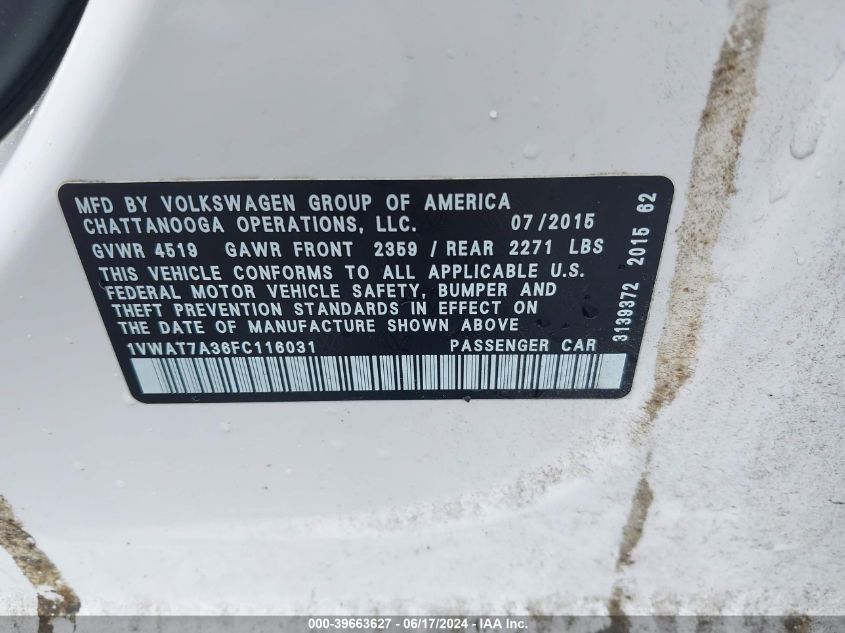 MFD BY VOLKSWAGEN GROUP OF AMERICA
CHATTANOOGA OPERATIONS, LLC. 07/2015
GVWR 4519 GAWR FRONT 2359 / REAR 2271 LBS
THIS VEHICLE CONFORMS TO ALL APPLICABLE U.S.
FEDERAL MOTOR VEHICLE SAFETY, BUMPER AND
THEFT PREVENTION STANDARDS IN EFFECT ON
THE DATE OF MANUFACTURE SHOWN ABOVE
1VWAT7A36FC116031 PASSENGER CAR
3139372 2015 62
000-39663627 - 06/17/2024 - IAA Inc.